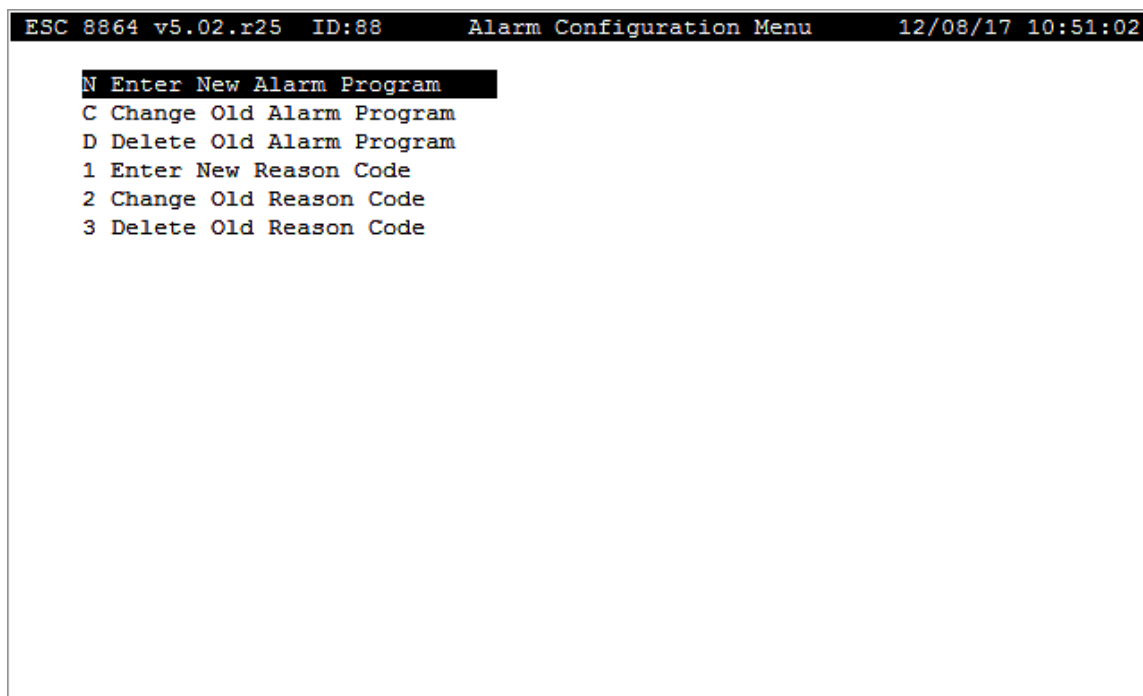 ESC 8864 v5.02.r25 ID:88 Alarm Configuration Menu 12/08/17 10:51:02
N Enter New Alarm Program
C Change Old Alarm Program
D Delete Old Alarm Program
1 Enter New Reason Code
2 Change Old Reason Code
3 Delete Old Reason Code